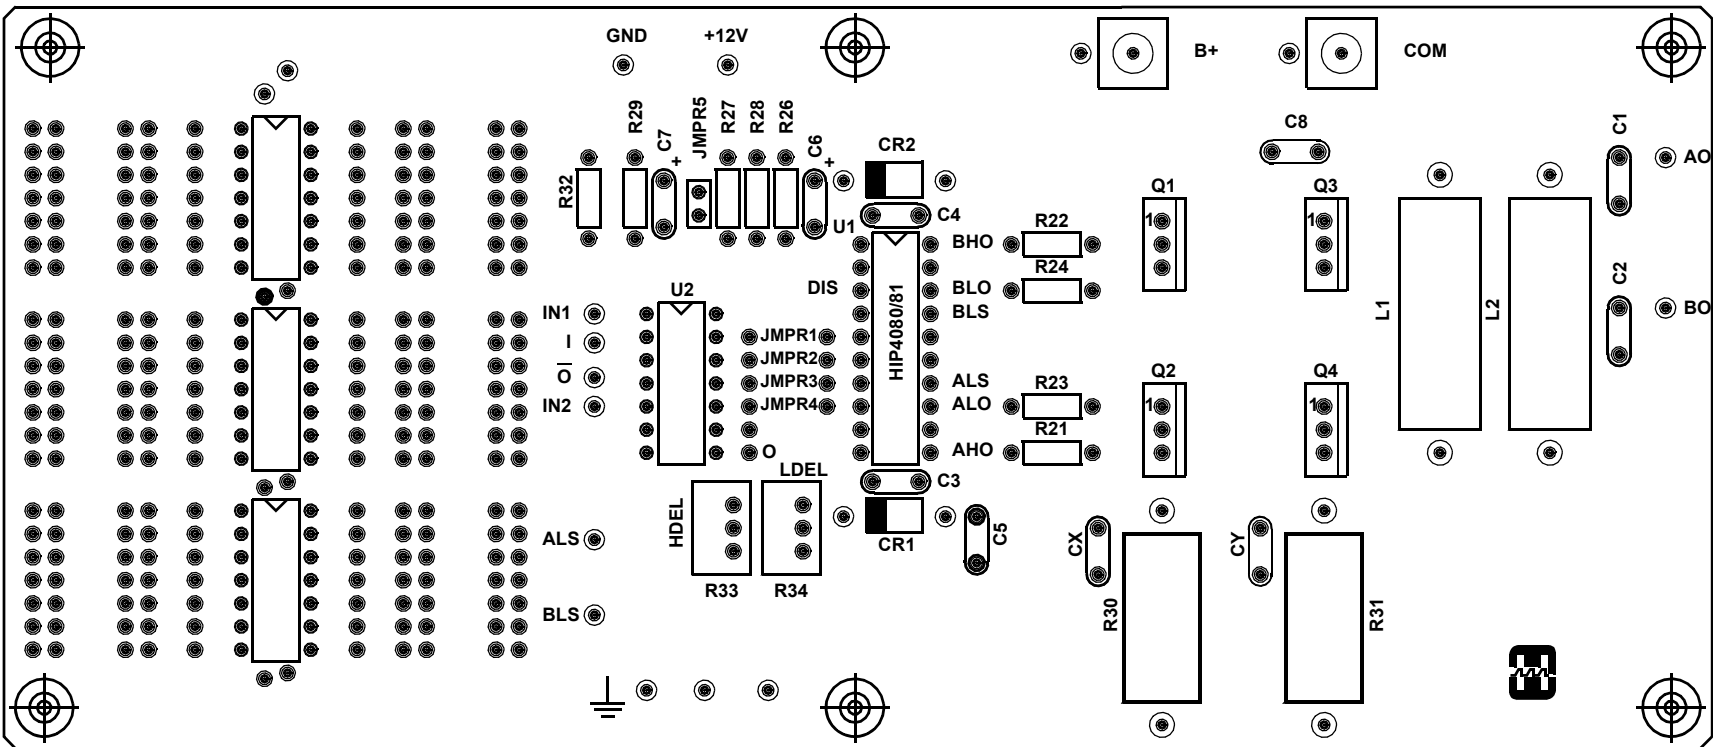 GND
+12V
B+
COM
R29
C7
+
JMPR5
R27
R28
R26
C6
+
CR2
C8
C1
AO
R32
U1
C4
Q1
1
Q3
1
R22
BHO
R24
BLO
BLS
DIS
HIP4080/81
U2
IN1
I
O
IN2
JMPR1
JMPR2
JMPR3
JMPR4
O
L1
L2
C2
BO
ALS
ALO
AHO
R23
R21
Q2
1
Q4
1
LDEL
HDEL
R33
R34
C3
CR1
C5
CX
CY
ALS
BLS
R30
R31